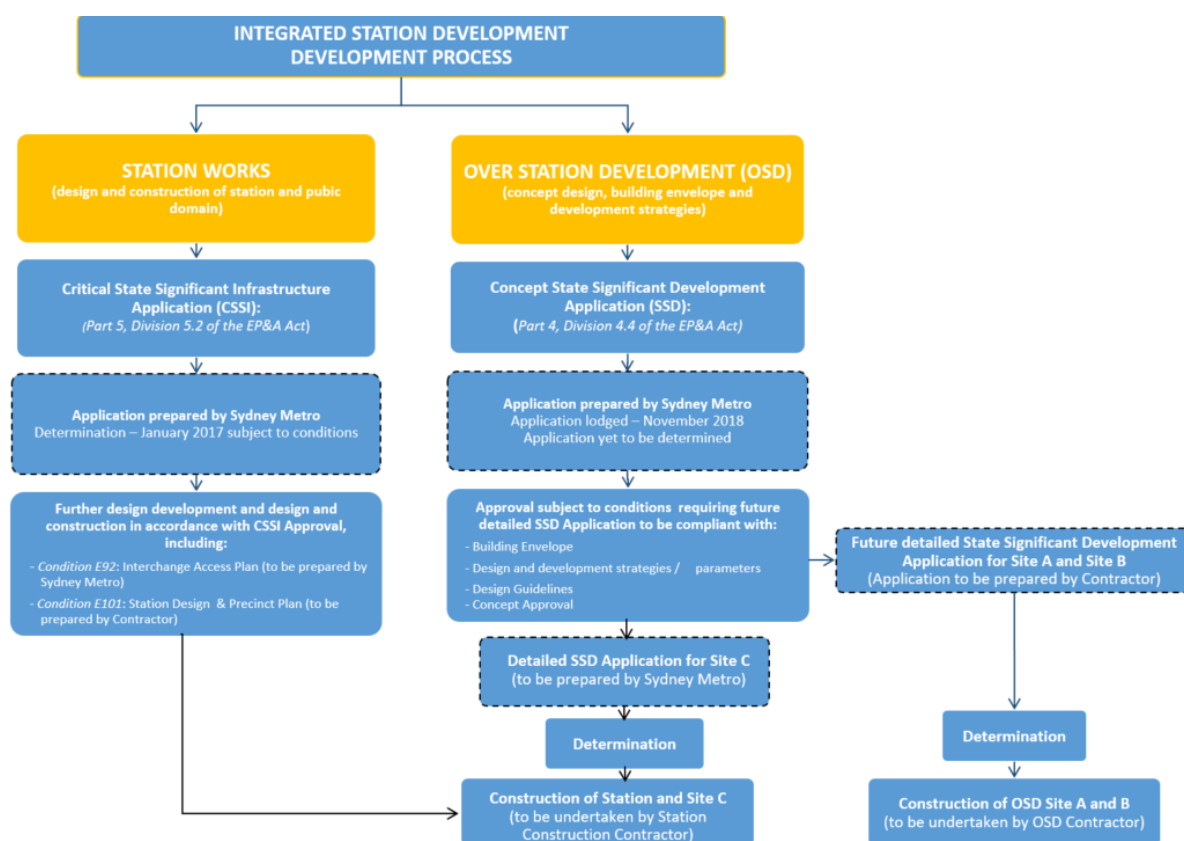 INTEGRATED STATION DEVELOPMENT
DEVELOPMENT PROCESS
STATION WORKS
(design and construction of station and pubic
domain)
OVER STATION DEVELOPMENT (OSD)
(concept design, building envelope and
development strategies)
Critical State Significant Infrastructure
Application (CSSI):
(Part 5, Division 5.2 of the EP&A Act)
Concept State Significant Development
Application (SSD):
(Part 4, Division 4.4 of the EP&A Act)
Application prepared by Sydney Metro
Determination – January 2017 subject to conditions
Application prepared by Sydney Metro
Application lodged – November 2018
Application yet to be determined
Further design development and design and
construction in accordance with CSSI Approval,
including:
- Condition E92: Interchange Access Plan (to be prepared by
Sydney Metro)
- Condition E101: Station Design & Precinct Plan (to be
prepared by Contractor)
Approval subject to conditions requiring future
detailed SSD Application to be compliant with:
- Building Envelope
- Design and development strategies / parameters
- Design Guidelines
- Concept Approval
Future detailed State Significant Development
Application for Site A and Site B
(Application to be prepared by Contractor)
Detailed SSD Application for Site C
(to be prepared by Sydney Metro)
Determination
Determination
Construction of Station and Site C
(to be undertaken by Station
Construction Contractor)
Construction of OSD Site A and B
(to be undertaken by OSD Contractor)